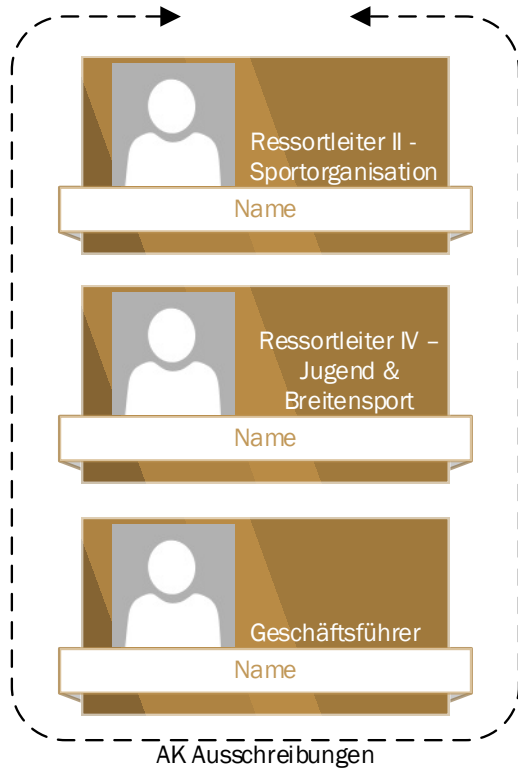 Ressortleiter II -
Sportorganisation
Name
Ressortleiter IV –
Jugend &
Breitensport
Name
Geschäftsführer
Name
AK Ausschreibungen